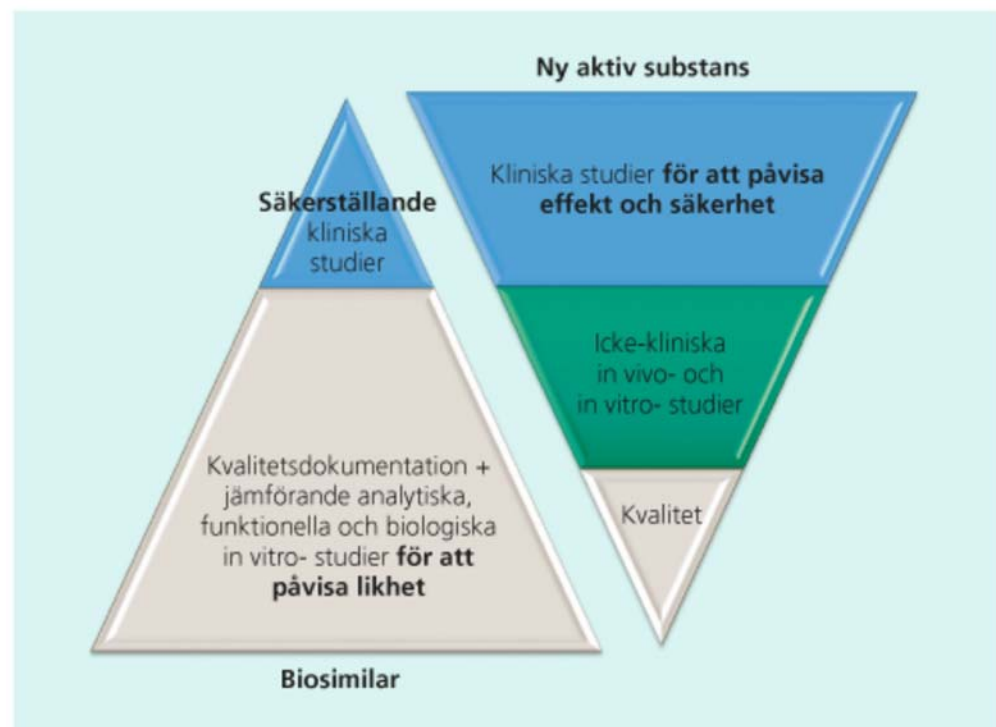 Ny aktiv substans
Kliniska studier för att påvisa
effekt och säkerhet
Icke-kliniska
in vivo- och
in vitro- studier
Kvalitet
Säkerställande
kliniska
studier
Kvalitetsdokumentation +
jämförande analytiska,
funktionella och biologiska
in vitro- studier för att
påvisa likhet
Biosimilar